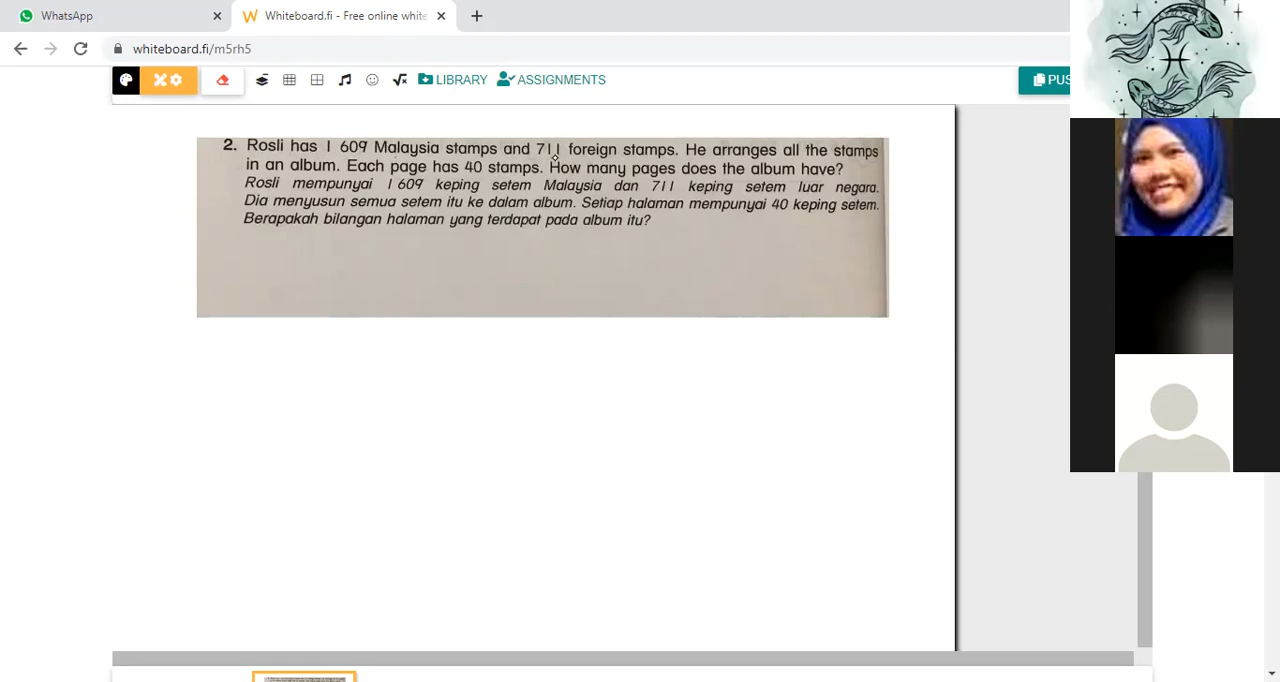 WhatsApp
Whiteboard.fi - Free online white
whiteboard.fi/m5rh5
LIBRARY
ASSIGNMENTS
PUS
2. Rosli has 1 609 Malaysia stamps and 711 foreign stamps. He arranges all the stamps
in an album. Each page has 40 stamps. How many pages does the album have?
Rosli mempunyai 1 609 keping setem Malaysia dan 711 keping setem luar negara.
Dia menyusun semua setem itu ke dalam album. Setiap halaman mempunyai 40 keping setem.
Berapakah bilangan halaman yang terdapat pada album itu?